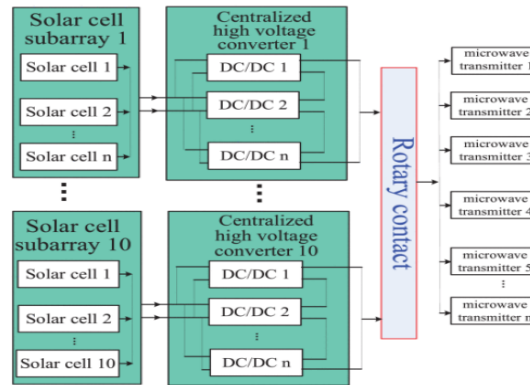 Solar cell
subarray 1
Solar cell 1
Solar cell 2
...
Solar cell n
Centralized
high voltage
converter 1
DC/DC 1
DC/DC 2
...
DC/DC n
...
...
Solar cell
subarray 10
Solar cell 1
Solar cell 2
...
Solar cell 10
Centralized
high voltage
converter 10
DC/DC 1
DC/DC 2
...
DC/DC n
Rotary contact
microwave
transmitter 1
microwave
transmitter 2
microwave
transmitter 3
microwave
transmitter 4
microwave
transmitter 5
...
microwave
transmitter n